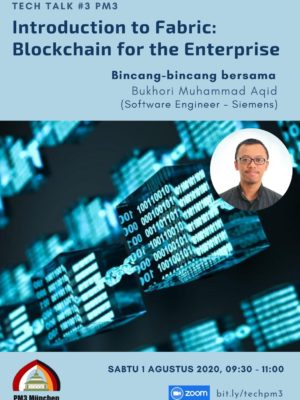 TECH TALK #3 PM3
Introduction to Fabric:
Blockchain for the Enterprise
Bincang-bincang bersama
Bukhori Muhammad Aqid
(Software Engineer - Siemens)
SABTU 1 AGUSTUS 2020, 09:30 - 11:00
PM3 München
zoom
bit.ly/techpm3